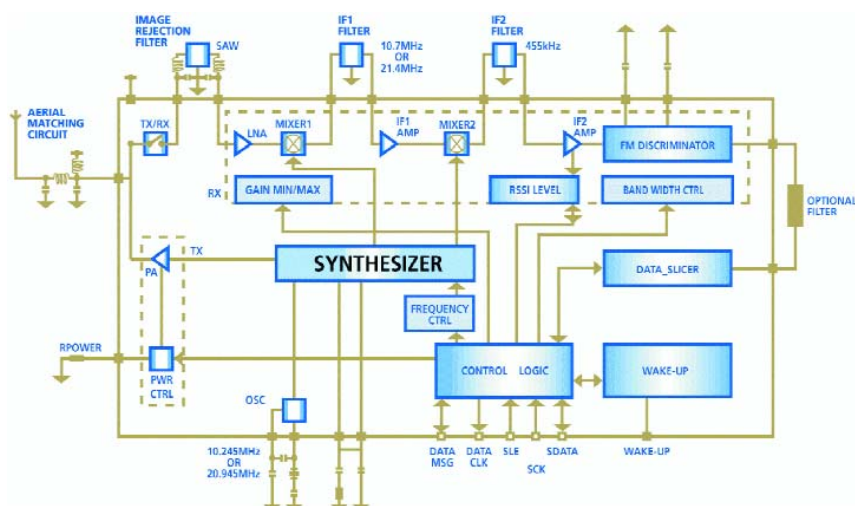 IMAGE
REJECTION
FILTER
SAW
IF1
FILTER
10.7MHz
OR
21.4MHz
IF2
FILTER
455kHz
AERIAL
MATCHING
CIRCUIT
TX/RX
LNA
MIXER1
IF1
AMP
MIXER2
IF2
AMP
FM DISCRIMINATOR
RX
GAIN MIN/MAX
RSSI LEVEL
BAND WIDTH CTRL
OPTIONAL
FILTER
PA
TX
SYNTHESIZER
DATA_SLICER
FREQUENCY
CTRL
RPOWER
PWR
CTRL
CONTROL LOGIC
WAKE-UP
OSC
10.245MHz
OR
20.945MHz
DATA
MSG
DATA
CLK
SLE
SCK
SDATA
WAKE-UP